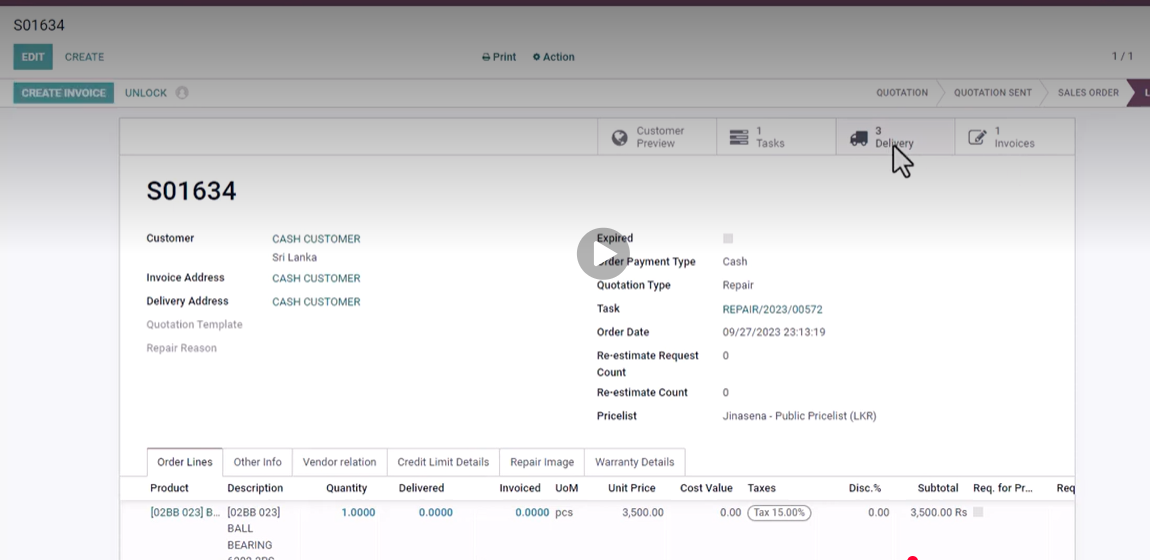 S01634
EDIT CREATE Print Action 1 / 1
CREATE INVOICE UNLOCK QUOTATION QUOTATION SENT SALES ORDER
Customer Preview
1 Tasks
3 Delivery
1 Invoices
S01634
Customer CASH CUSTOMER
Sri Lanka
Invoice Address CASH CUSTOMER
Delivery Address CASH CUSTOMER
Quotation Template
Repair Reason
Expired
Order Payment Type Cash
Quotation Type Repair
Task REPAIR/2023/00572
Order Date 09/27/2023 23:13:19
Re-estimate Request Count 0
Re-estimate Count 0
Pricelist Jinasena - Public Pricelist (LKR)
Order Lines Other Info Vendor relation Credit Limit Details Repair Image Warranty Details
Product Description Quantity Delivered Invoiced UoM Unit Price Cost Value Taxes Disc.% Subtotal Req. for Pr... Req
[02BB 023] B... [02BB 023] 1.0000 0.0000 0.0000 pcs 3,500.00 0.00 Tax 15.00% 0.00 3,500.00 Rs
BALL
BEARING